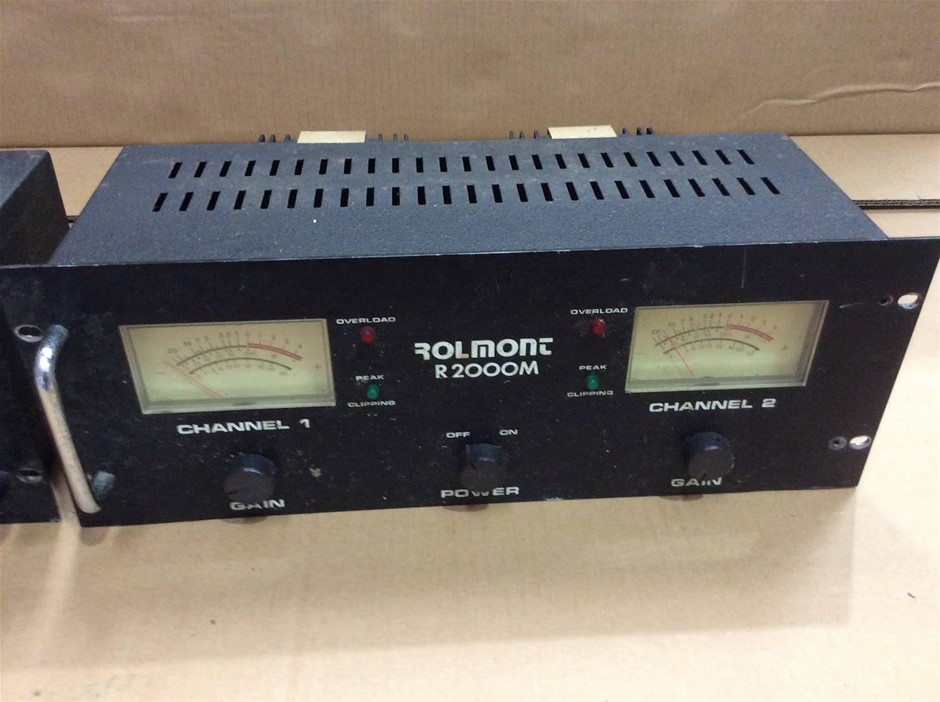 OVERLOAD
PEAK
CLIPPING
CHANNEL 1
GAIN
ROLMONT
R2000M
OFF ON
POWER
OVERLOAD
PEAK
CLIPPING
CHANNEL 2
GAIN